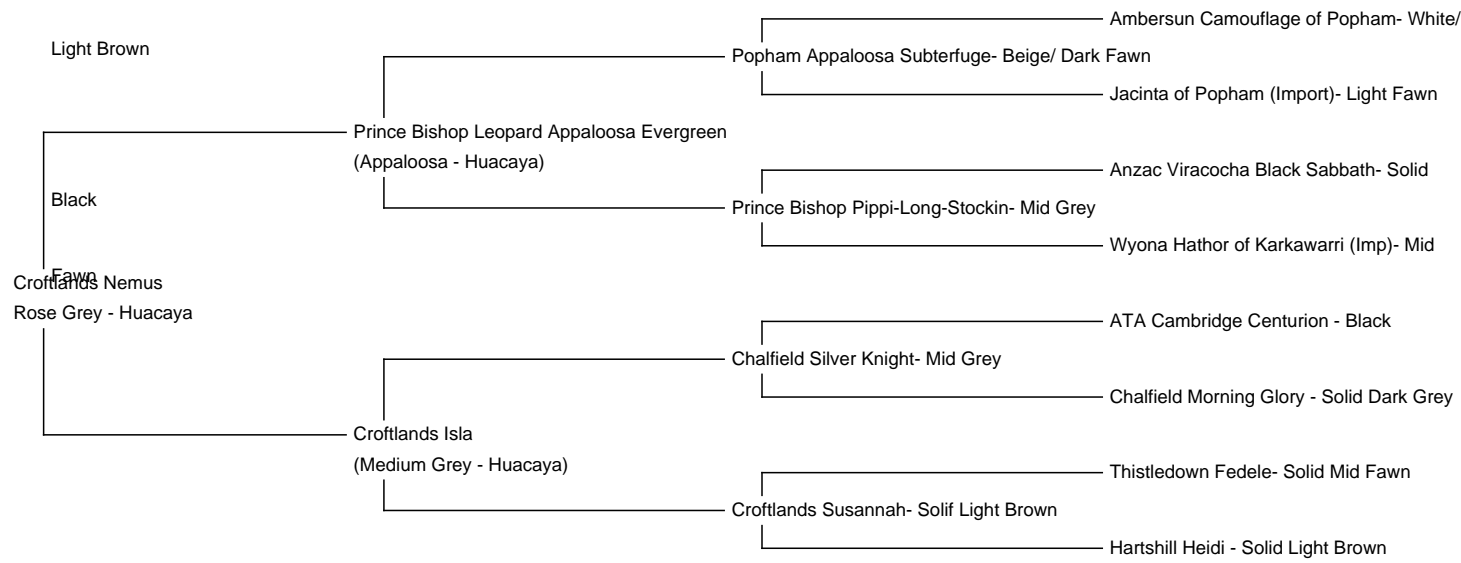 Ambersun Camouflage of Popham- White/
Light Brown
Popham Appaloosa Subterfuge- Beige/ Dark Fawn
Jacinta of Popham (Import)- Light Fawn
Prince Bishop Leopard Appaloosa Evergreen
(Appaloosa - Huacaya)
Anzac Viracocha Black Sabbath- Solid
Black
Prince Bishop Pippi-Long-Stockin- Mid Grey
Wyona Hathor of Karkawarri (Imp)- Mid
Fawn
Croftlands Nemus
Rose Grey - Huacaya
ATA Cambridge Centurion - Black
Chalfield Silver Knight- Mid Grey
Chalfield Morning Glory - Solid Dark Grey
Croftlands Isla
(Medium Grey - Huacaya)
Thistledown Fedele- Solid Mid Fawn
Croftlands Susannah- Solif Light Brown
Hartshill Heidi - Solid Light Brown